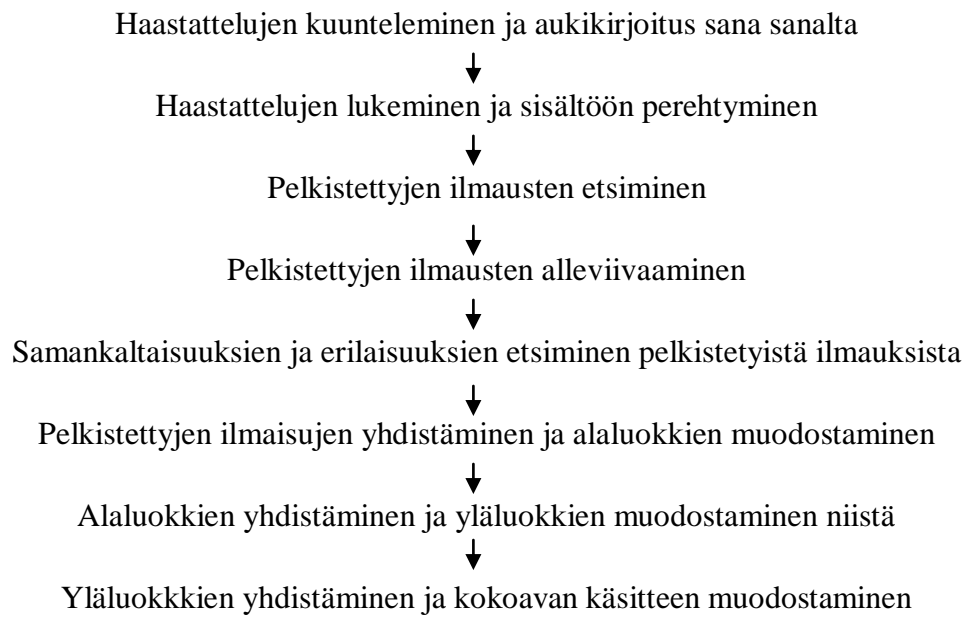 Haastattelujen kuunteleminen ja aukikirjoitus sana sanalta
Haastattelujen lukeminen ja sisältöön perehtyminen
Pelkistettyjen ilmausten etsiminen
Pelkistettyjen ilmausten alleviivaaminen
Samankaltaisuuksien ja erilaisuuksien etsiminen pelkistetyistä ilmauksista
Pelkistettyjen ilmaisujen yhdistäminen ja alaluokkien muodostaminen
Alaluokkien yhdistäminen ja yläluokkien muodostaminen niistä
Yläluokkkien yhdistäminen ja kokoavan käsitteen muodostaminen